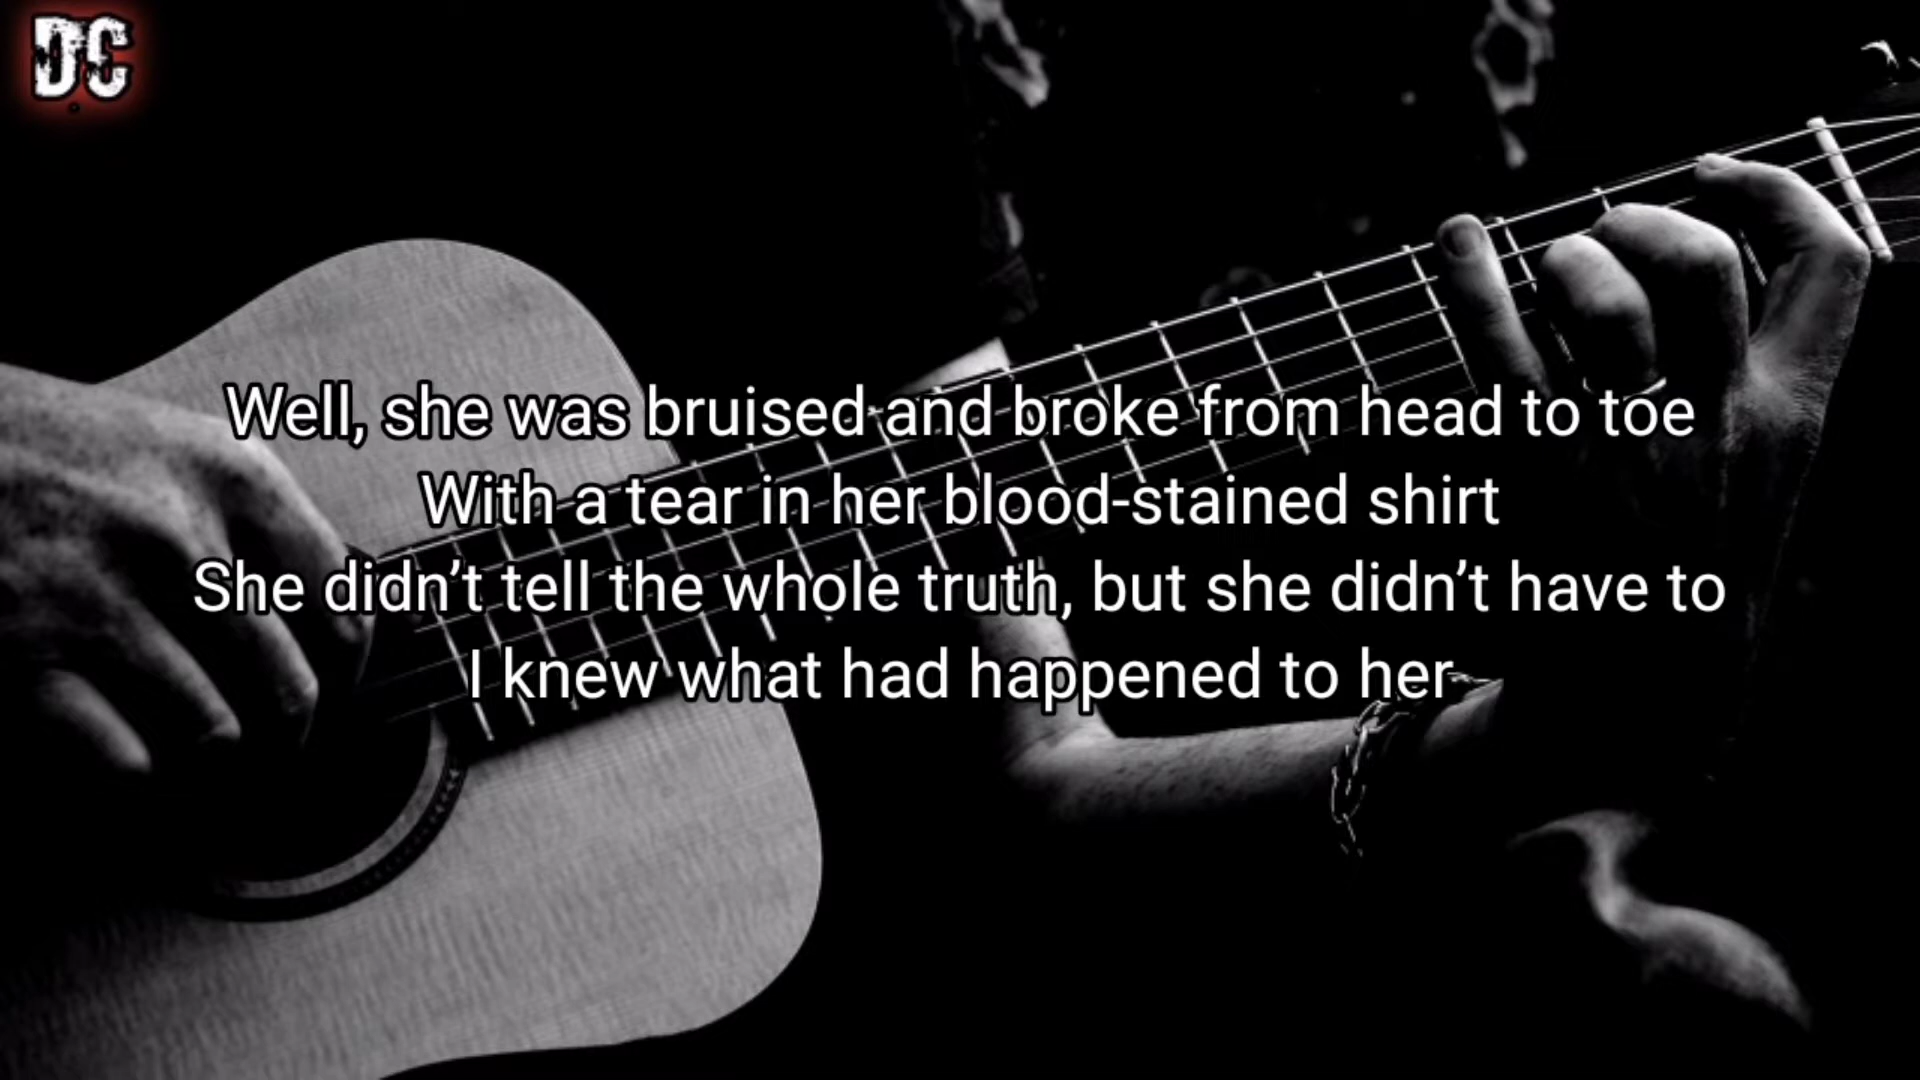 DC
Well, she was bruised and broke from head to toe
With a tear in her blood-stained shirt
She didn’t tell the whole truth, but she didn’t have to
I knew what had happened to her